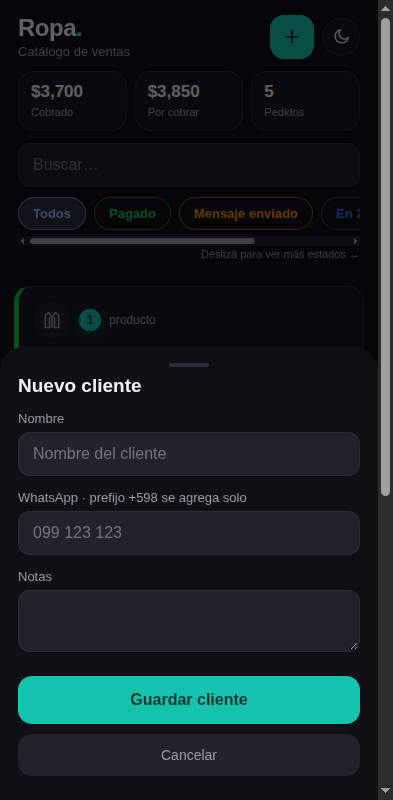 Ropa.
Catálogo de ventas
+
$3,700
Cobrado
$3,850
Por cobrar
5
Pedidos
Buscar…
Todos
Pagado
Mensaje enviado
En 2
Deslizá para ver más estados ↔
1
producto
Nuevo cliente
Nombre
Nombre del cliente
WhatsApp · prefijo +598 se agrega solo
099 123 123
Notas
Guardar cliente
Cancelar